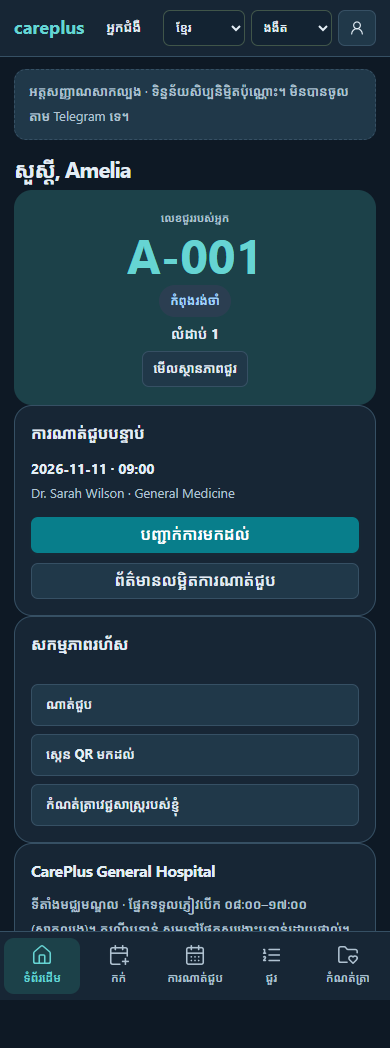 careplus
អ្នកជំងឺ
ខ្មែរ
ងងឹត
អត្តសញ្ញាណសាកល្បង · ទិន្នន័យសិប្បនិម្មិតប៉ុណ្ណោះ។ មិនបានចូល
តាម Telegram ទេ។
សួស្តី, Amelia
លេខជួររបស់អ្នក
A-001
កំពុងរង់ចាំ
លំដាប់ 1
មើលស្ថានភាពជួរ
ការណាត់ជួបបន្ទាប់
2026-11-11 · 09:00
Dr. Sarah Wilson · General Medicine
បញ្ជាក់ការមកដល់
ព័ត៌មានលម្អិតការណាត់ជួប
សកម្មភាពរហ័ស
ណាត់ជួប
ស្កេន QR មកដល់
កំណត់ត្រាវេជ្ជសាស្ត្ររបស់ខ្ញុំ
CarePlus General Hospital
ទីតាំងមជ្ឈមណ្ឌល · ផ្នែកទទួលភ្ញៀវបើក ០៨:០០–១៧:០០
ទំព័រដើម
កក់
ការណាត់ជួប
ជួរ
កំណត់ត្រា